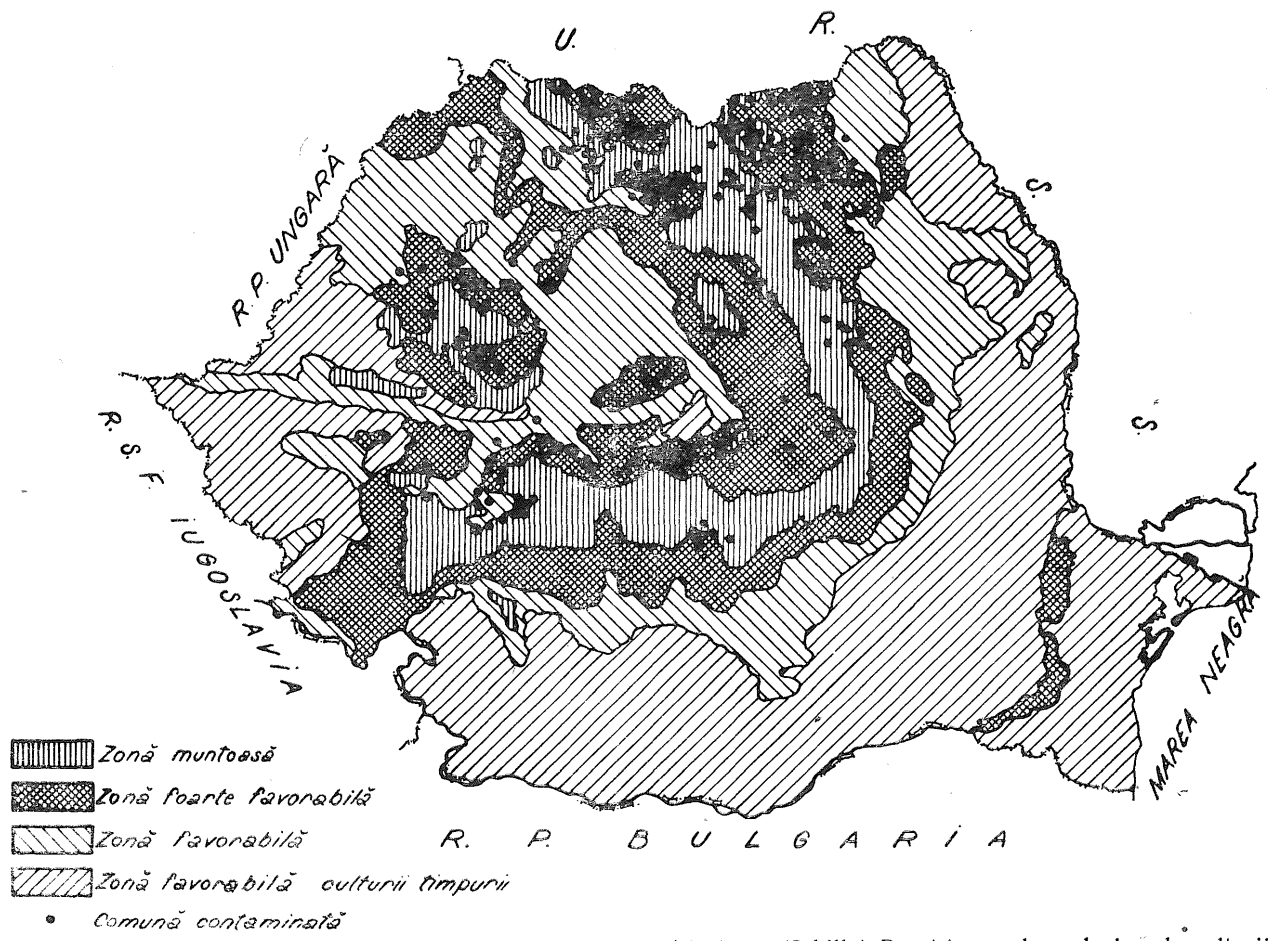 U. R.
S.
S.
R. P. UNGARĂ
R. S. F. IUGOSLAVIA
MAREA NEAGRĂ
R. P. BULGARIA
Zonă muntoasă
Zonă foarte favorabilă
Zonă favorabilă
Zonă favorabilă culturii timpurii
Comună contaminată